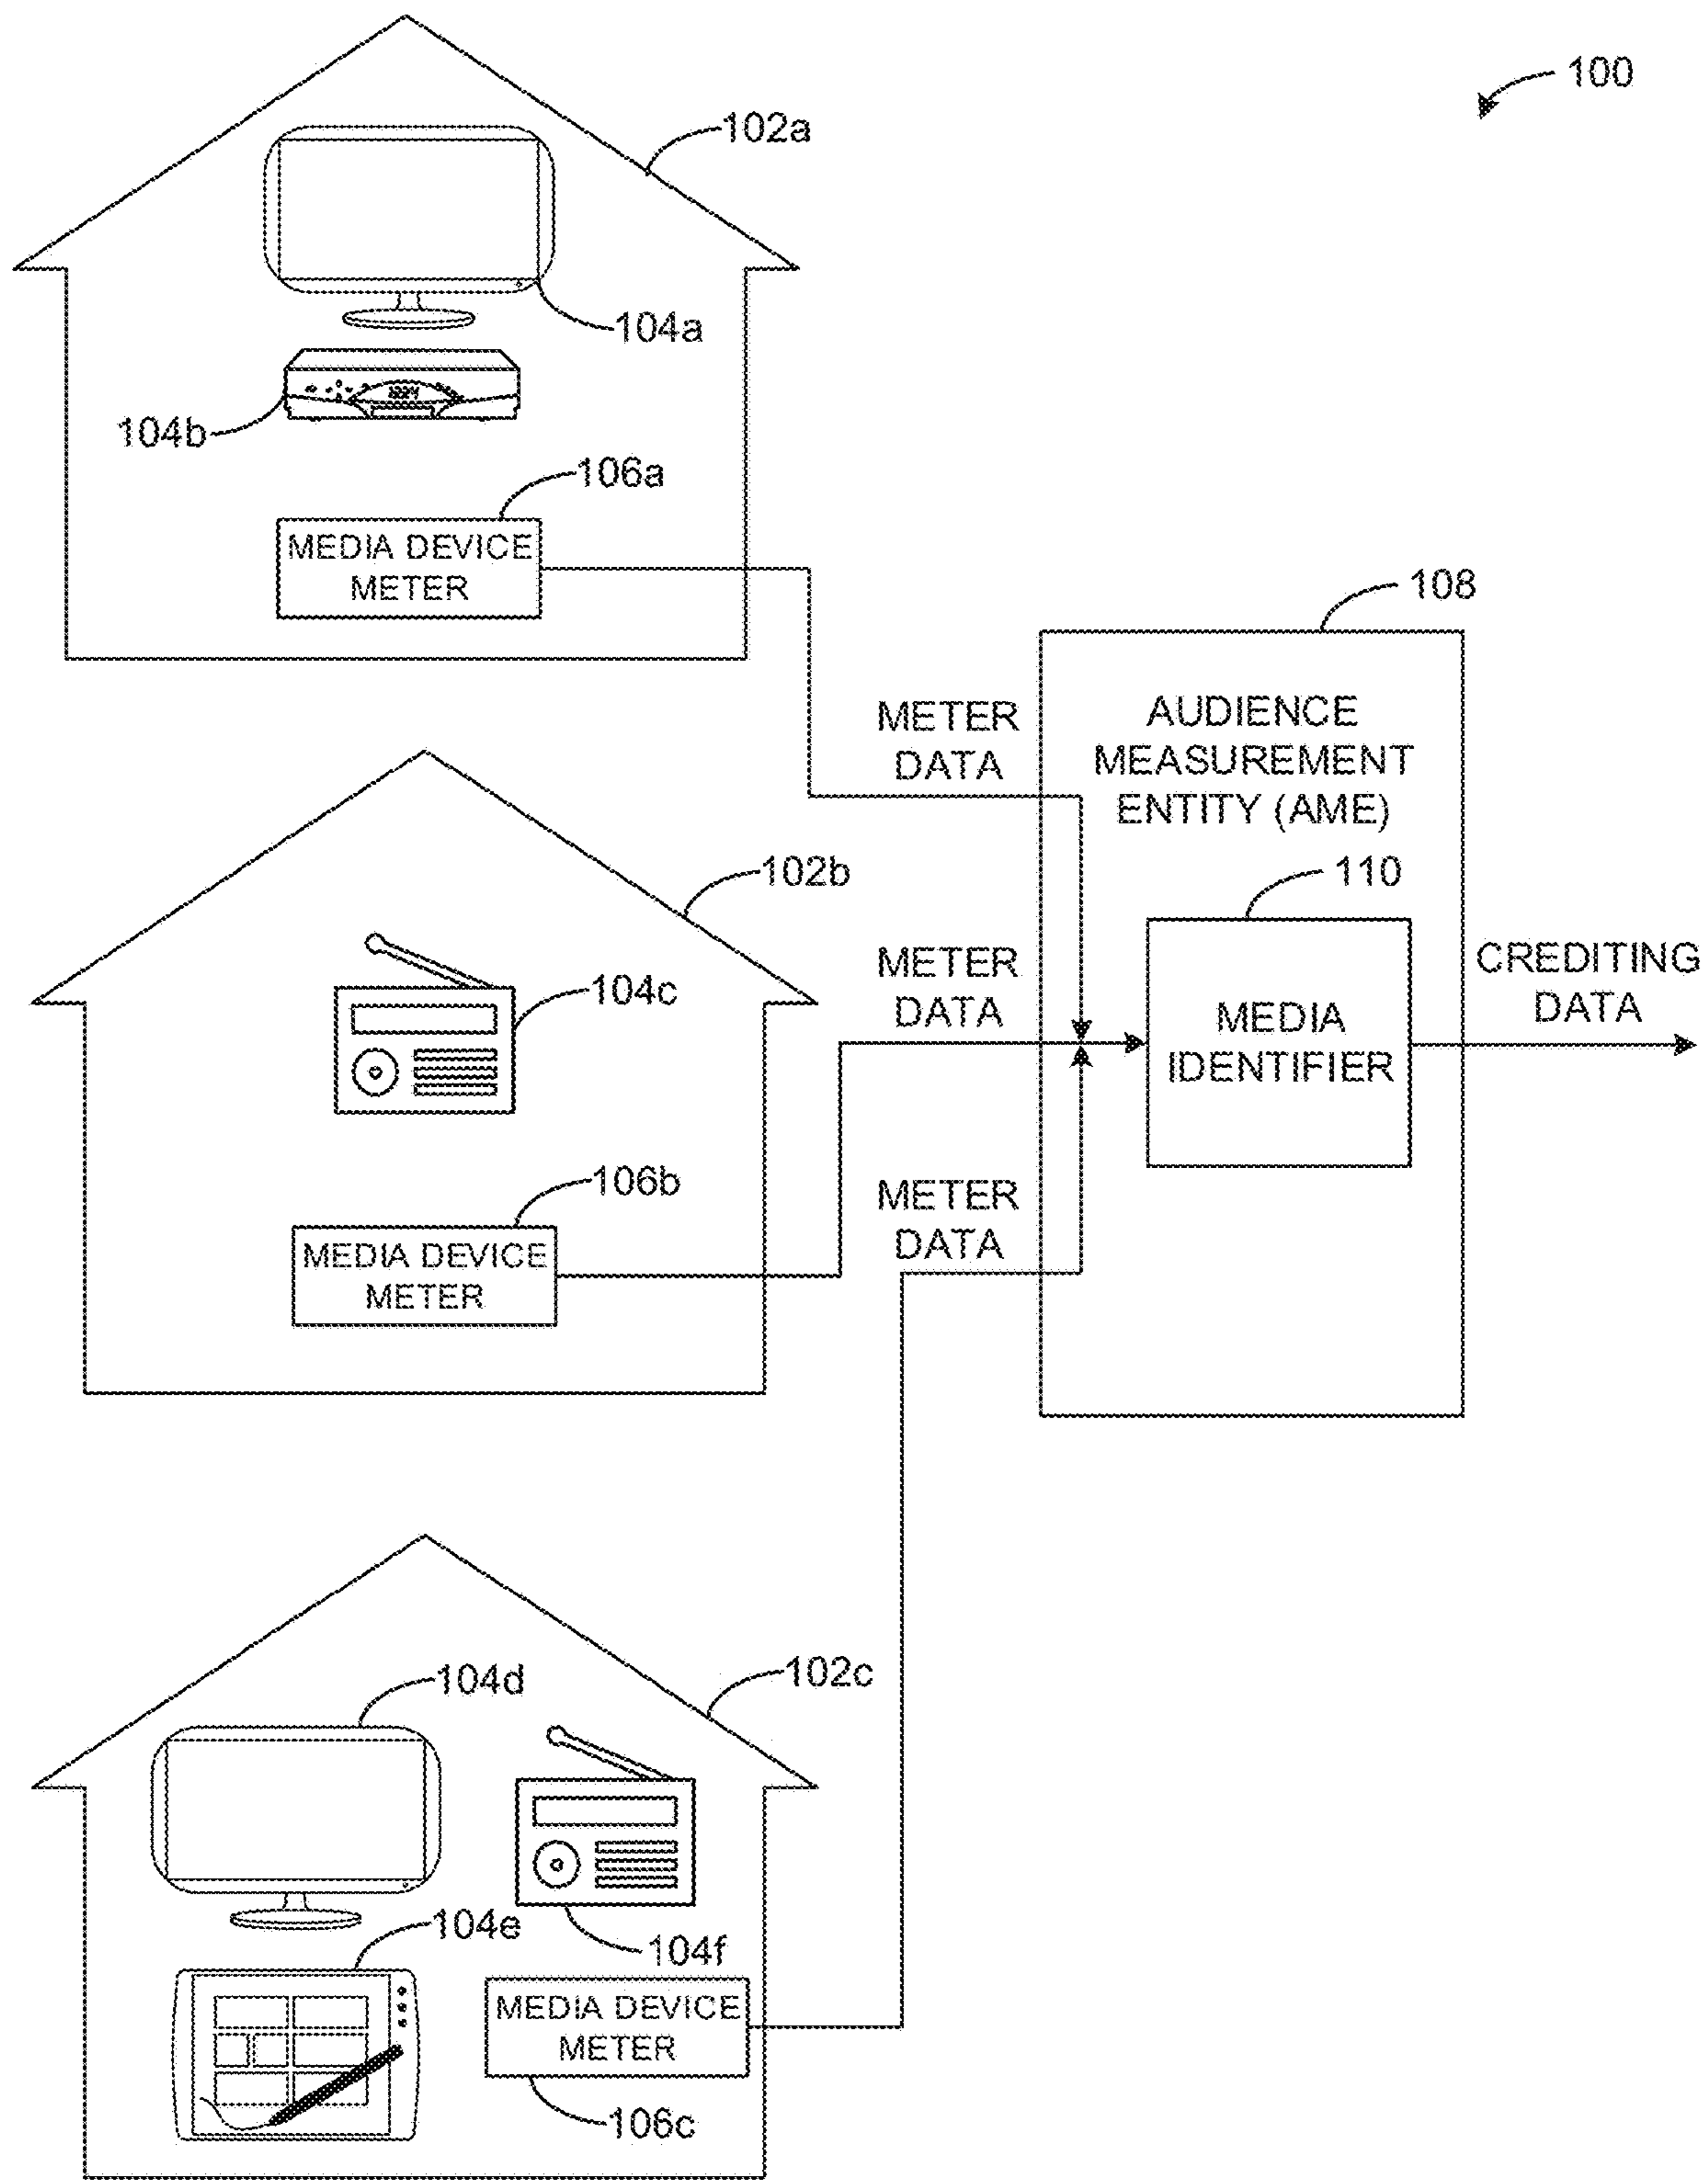 100
102a
104a
104b
106a
MEDIA DEVICE
METER
108
METER
DATA
AUDIENCE
MEASUREMENT
ENTITY (AME)
102b
110
104c
METER
DATA
MEDIA
IDENTIFIER
CREDITING
DATA
106b
METER
DATA
MEDIA DEVICE
METER
102c
104d
104e
104f
MEDIA DEVICE
METER
106c